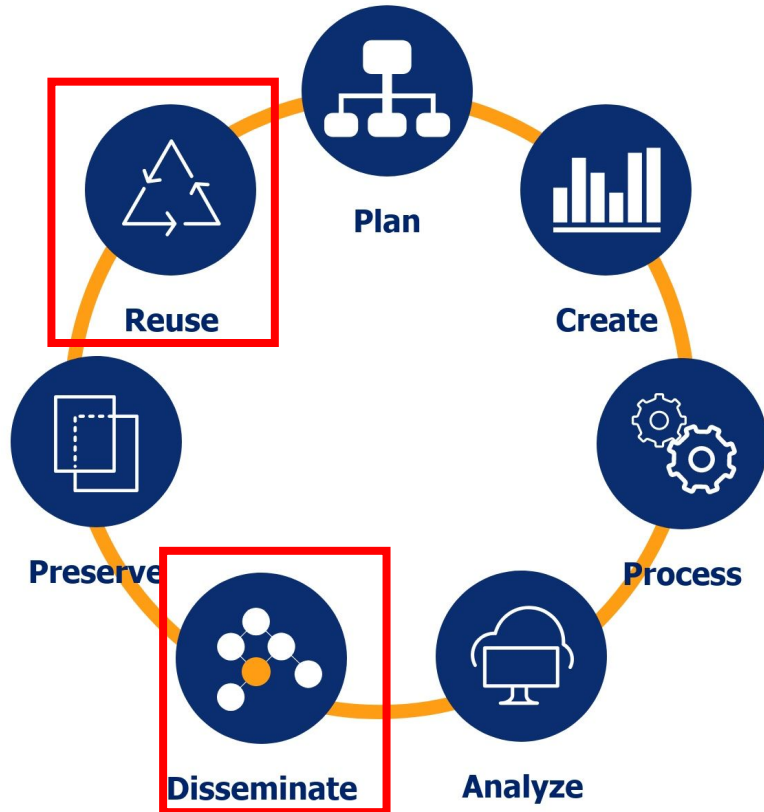 Plan
Reuse
Create
Preserve
Process
Disseminate
Analyze